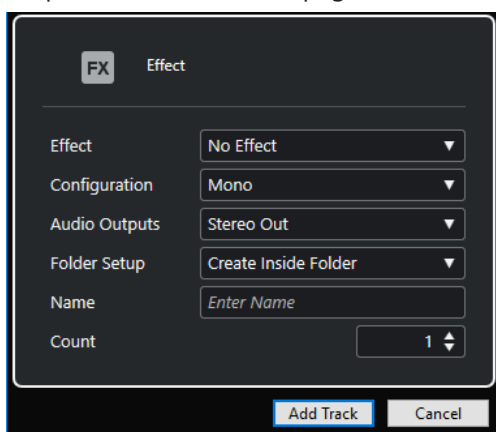 FX Effect
Effect No Effect
Configuration Mono
Audio Outputs Stereo Out
Folder Setup Create Inside Folder
Name Enter Name
Count 1
Add Track Cancel